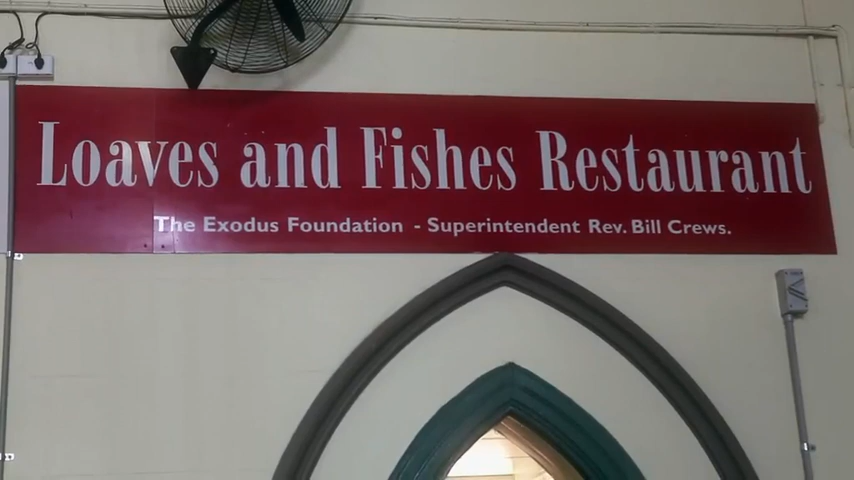 Loaves and Fishes Restaurant
The Exodus Foundation - Superintendent Rev. Bill Crews.